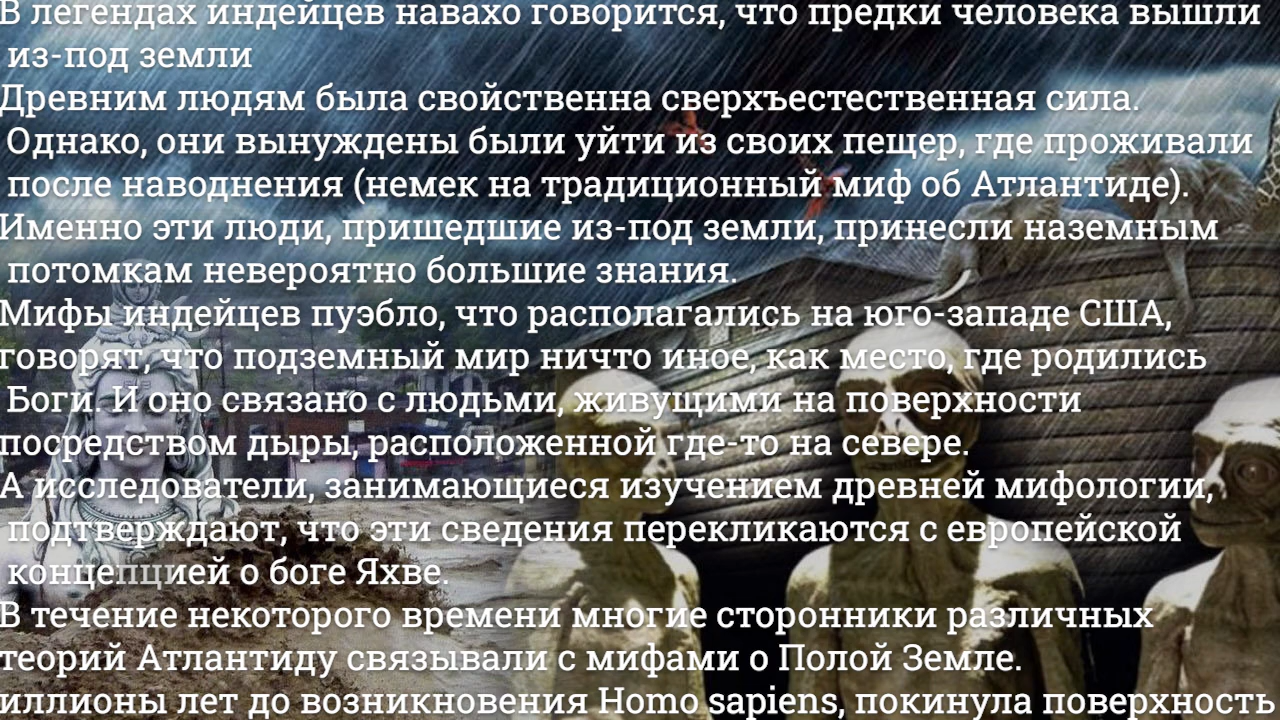 В легендах индейцев навахо говорится, что предки человека вышли
из-под земли
Древним людям была свойственна сверхъестественная сила.
Однако, они вынуждены были уйти из своих пещер, где проживали
после наводнения (немек на традиционный миф об Атлантиде).
Именно эти люди, пришедшие из-под земли, принесли наземным
потомкам невероятно большие знания.
Мифы индейцев пуэбло, что располагались на юго-западе США,
говорят, что подземный мир ничто иное, как место, где родились
Боги. И оно связано с людьми, живущими на поверхности
посредством дыры, расположенной где-то на севере.
А исследователи, занимающиеся изучением древней мифологии,
подтверждают, что эти сведения перекликаются с европейской
концепцией о боге Яхве.
В течение некоторого времени многие сторонники различных
теорий Атлантиду связывали с мифами о Полой Земле.
иллионы лет до возникновения Homo sapiens, покинула поверхность